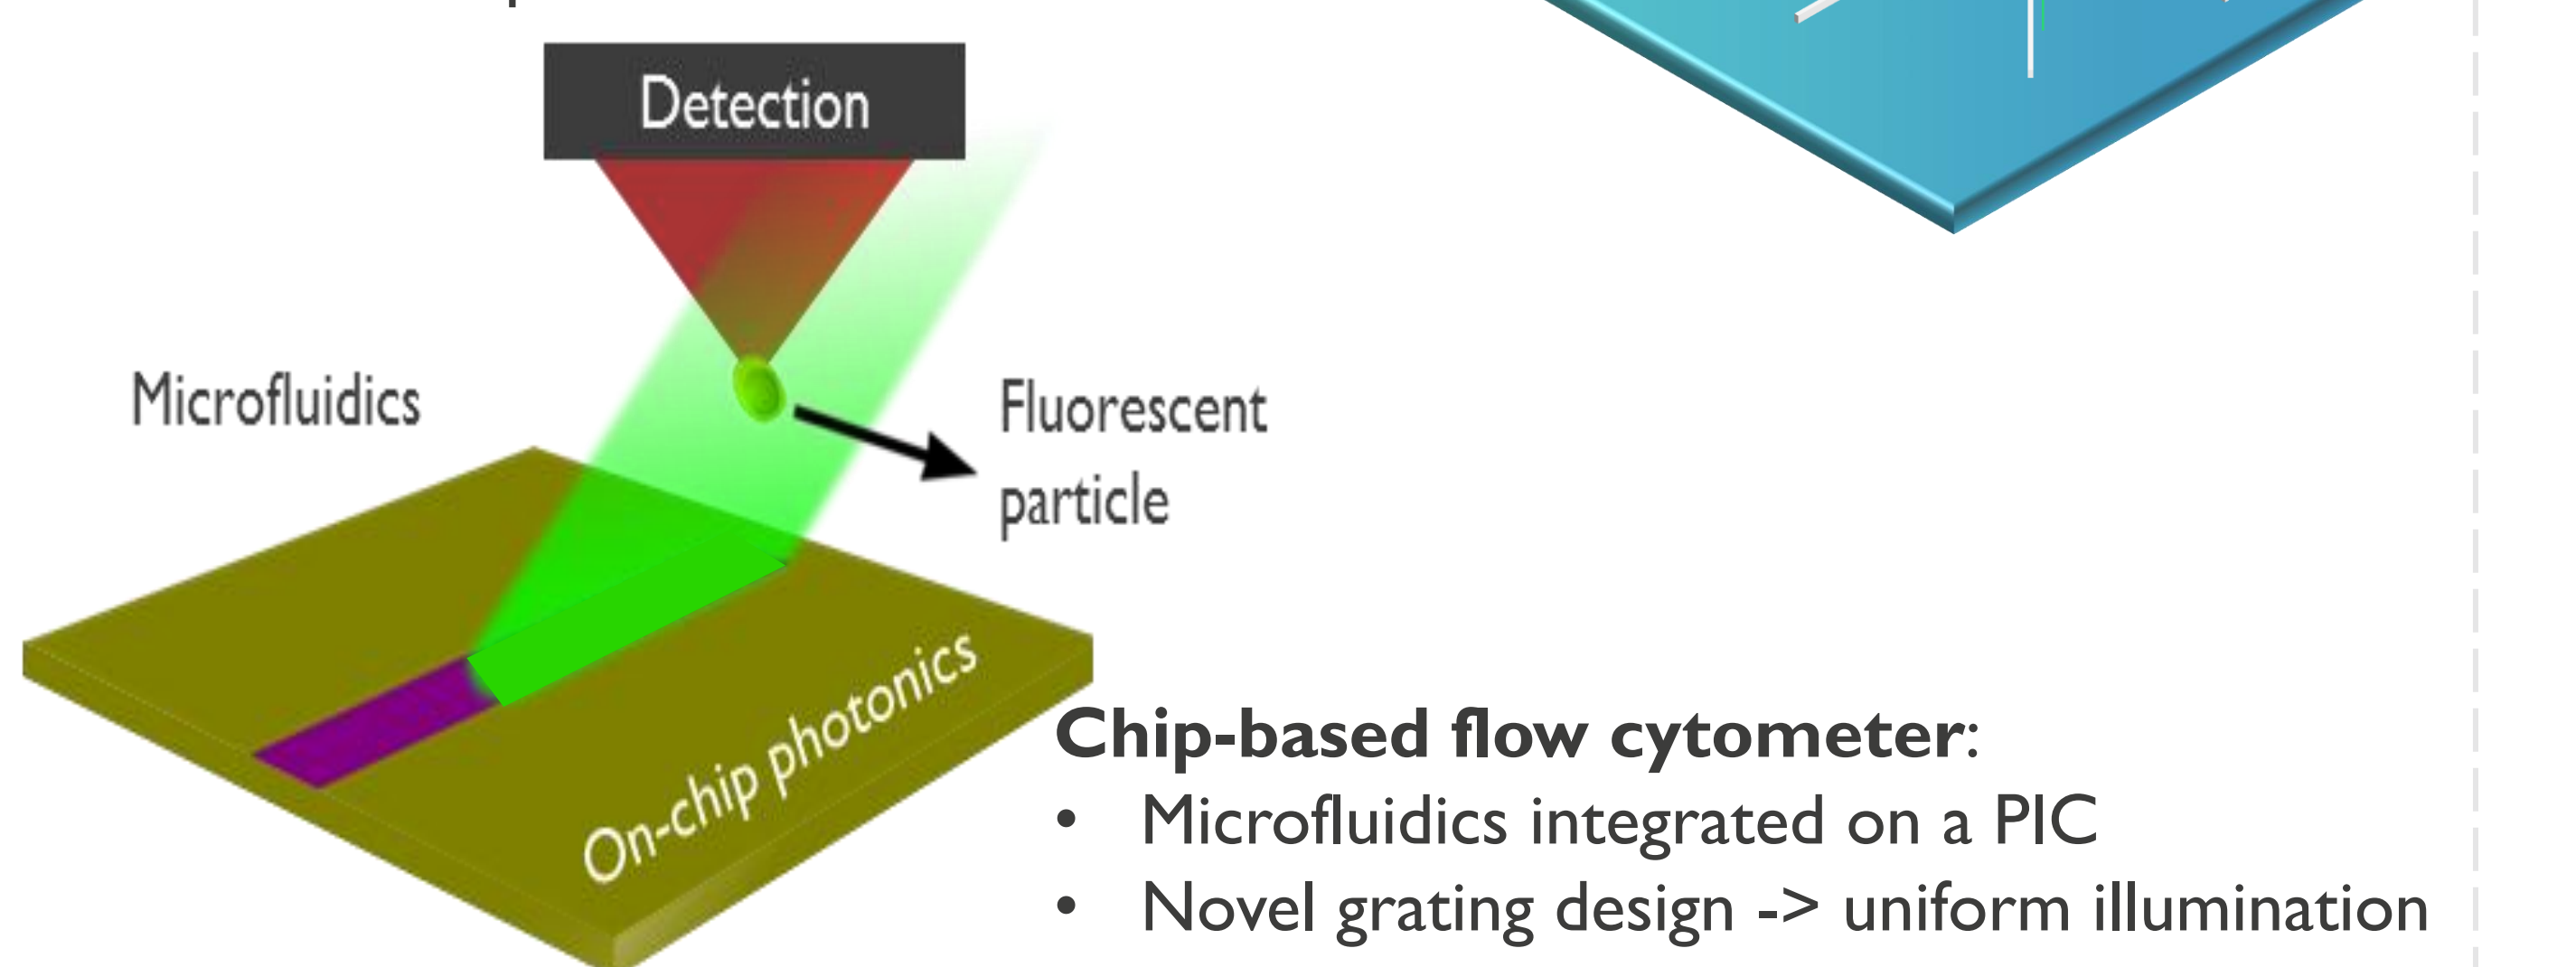 Detection
Microfluidics
Fluorescent
particle
On-chip photonics
Chip-based flow cytometer:
• Microfluidics integrated on a PIC
• Novel grating design -> uniform illumination